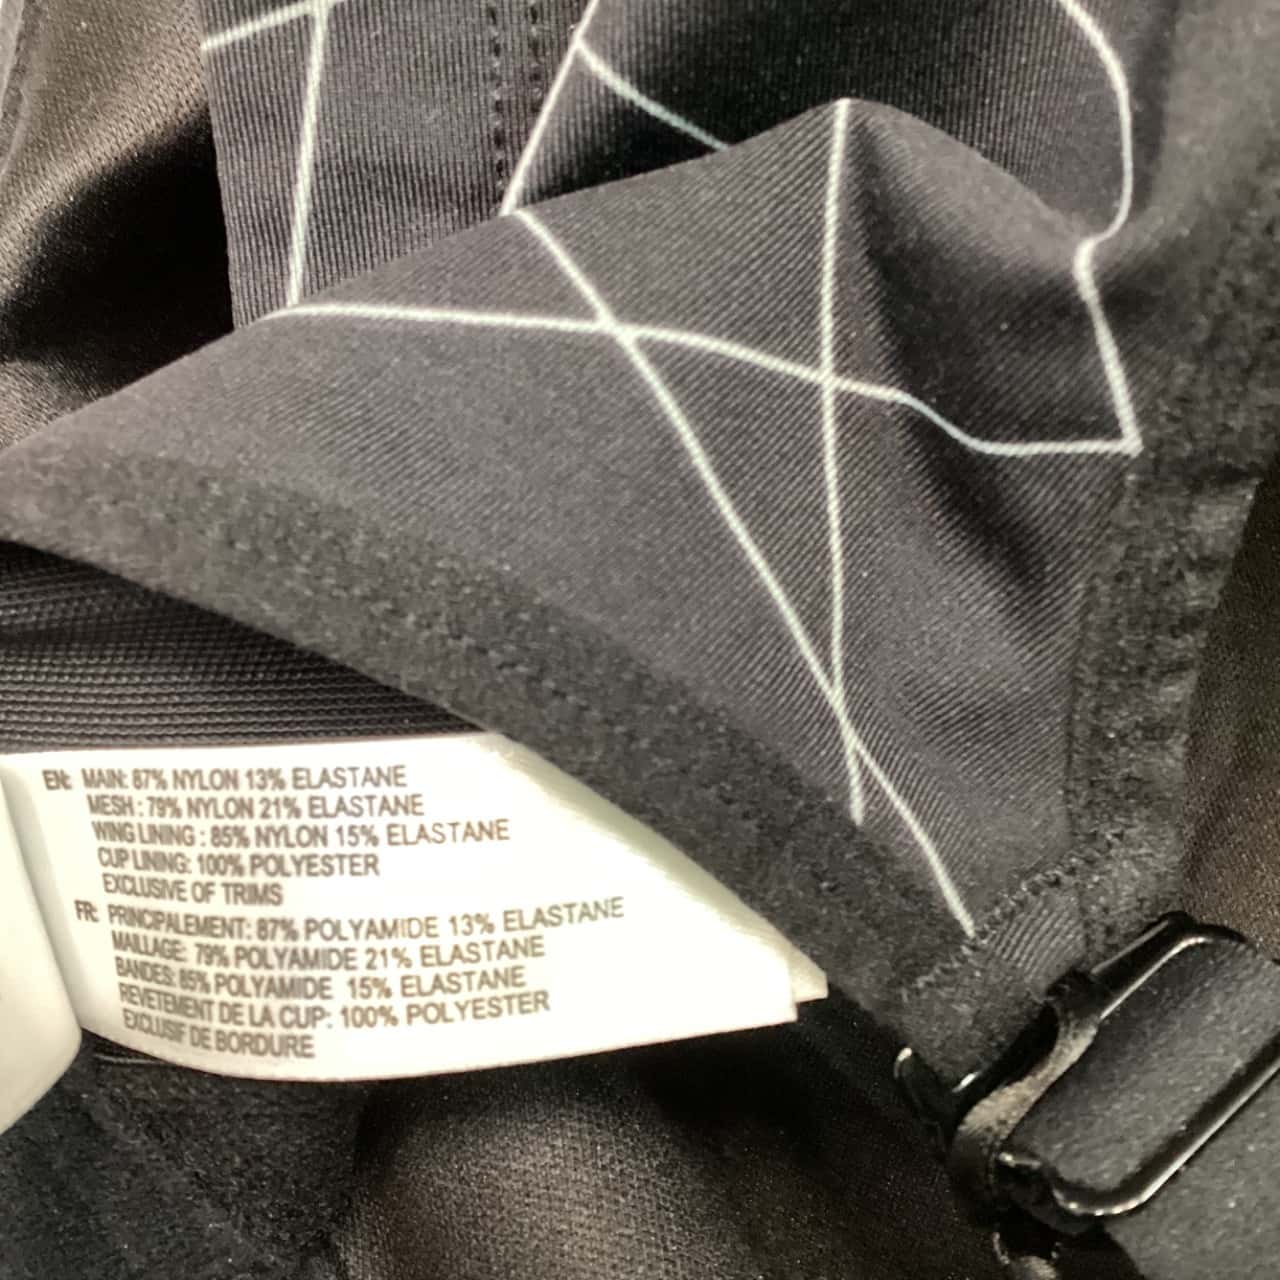 EN: MAIN: 87% NYLON 13% ELASTANE
MESH : 79% NYLON 21% ELASTANE
WING LINING : 85% NYLON 15% ELASTANE
CUP LINING: 100% POLYESTER
EXCLUSIVE OF TRIMS
FR: PRINCIPALEMENT: 87% POLYAMIDE 13% ELASTANE
MAILLAGE: 79% POLYAMIDE 21% ELASTANE
BANDES: 85% POLYAMIDE 15% ELASTANE
REVETEMENT DE LA CUP: 100% POLYESTER
EXCLUSIF DE BORDURE